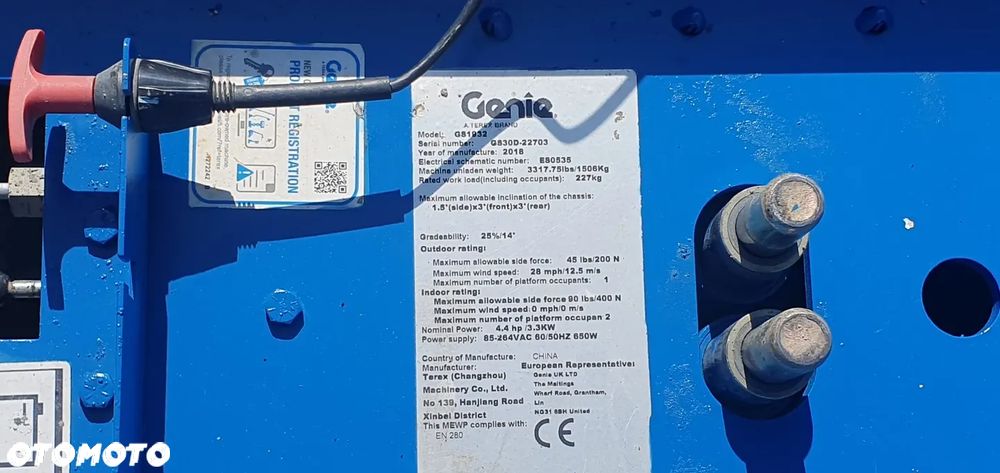 Genie
A TEREX BRAND
Model: GS1932
Serial number: GS30D-22703
Year of manufacture: 2018
Electrical schematic number: ES0535
Machine unladen weight: 3317.75lbs/1506Kg
Rated work load(including occupants): 227kg
Maximum allowable inclination of the chassis:
1.5°(side)x3°(front)x3°(rear)
Gradeability: 25%/14°
Outdoor rating:
Maximum allowable side force: 45 lbs/200 N
Maximum wind speed: 28 mph/12.5 m/s
Maximum number of platform occupants: 1
Indoor rating:
Maximum allowable side force 90 lbs/400 N
Maximum wind speed:0 mph/0 m/s
Maximum number of platform occupan 2
Nominal Power: 4.4 hp /3.3KW
Power supply: 85-264VAC 60/50HZ 650W
Country of Manufacture: CHINA
Manufacturer: European Representative:
Terex (Changzhou) Genie UK LTD
Machinery Co., Ltd. The Maltings
No 139, Hanjiang Road Wharf Road, Grantham,
Lin
Xinbei District NG31 6BH United
This MEWP complies with:
EN 280
CE
Genie
NEW
PRO T REGISTRATION
OTOMOTO